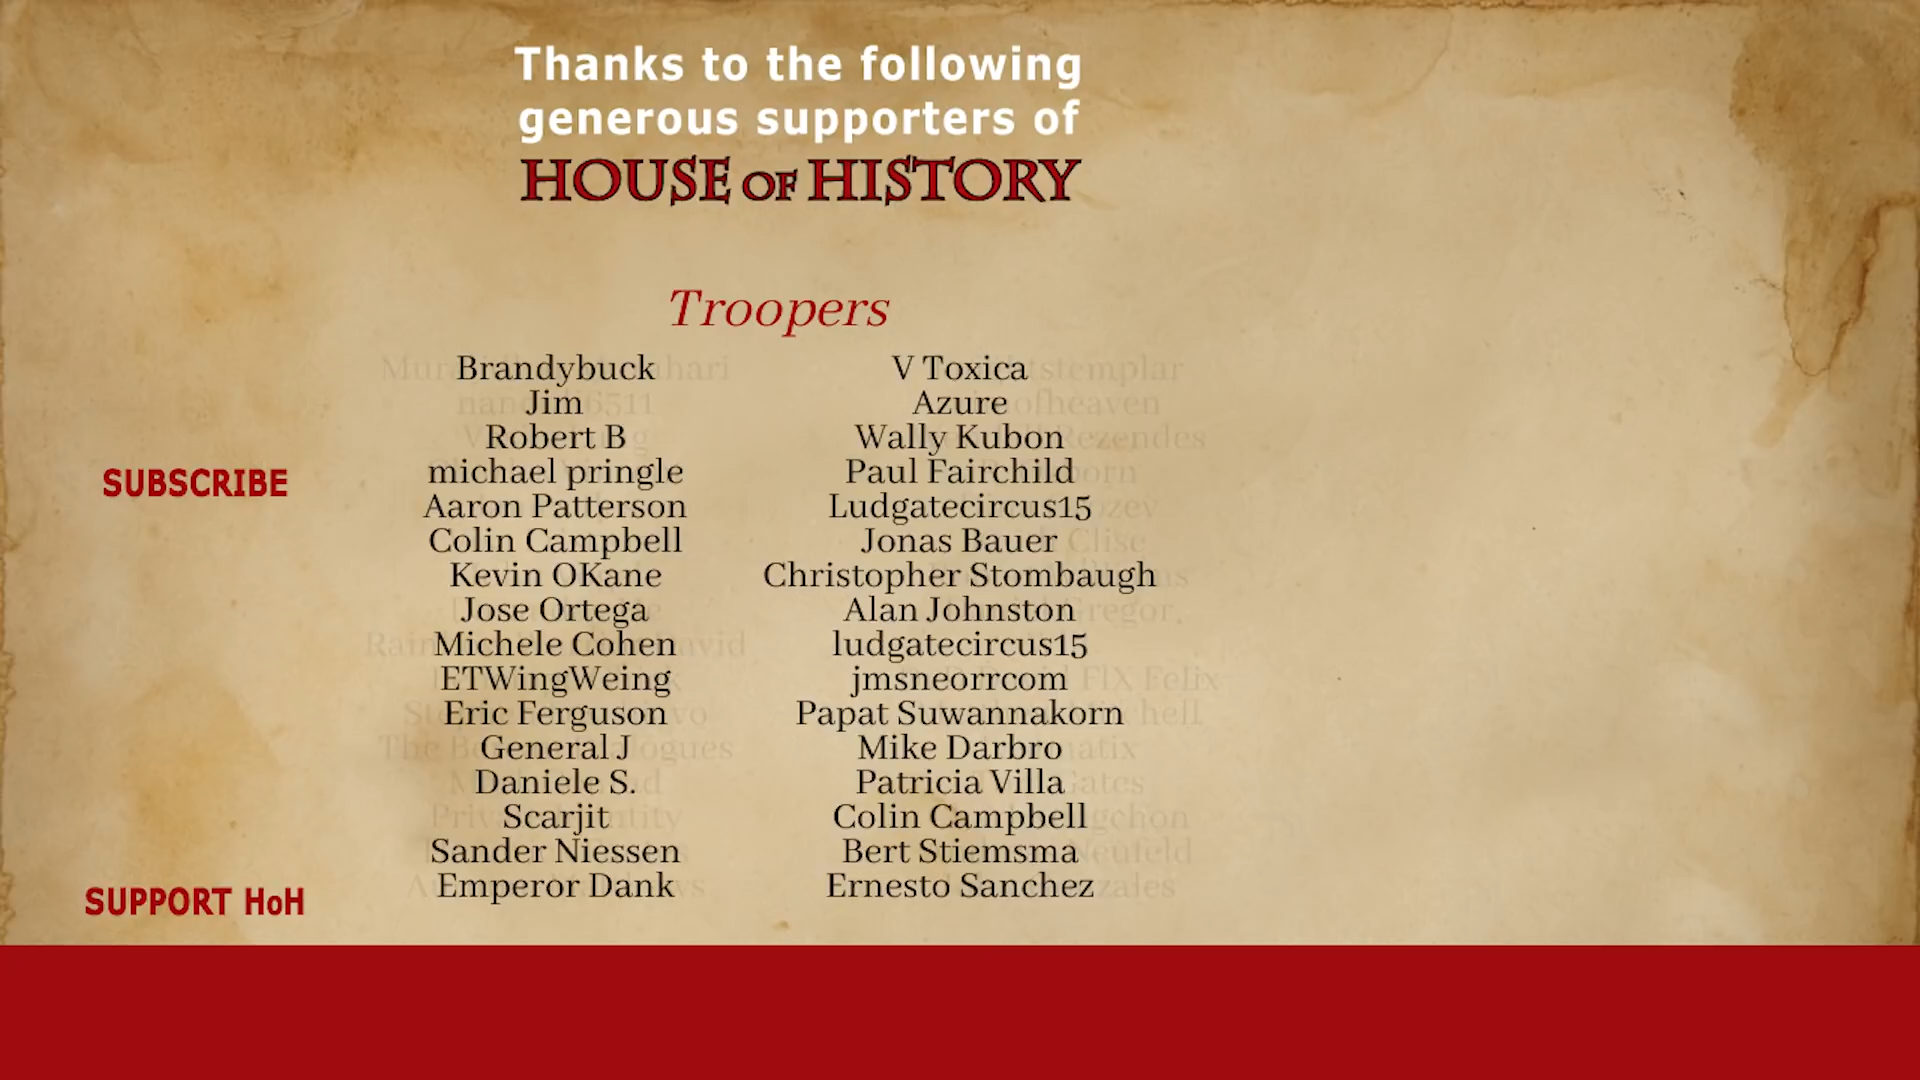 Thanks to the following
generous supporters of
HOUSE OF HISTORY
Troopers
Brandybuck
Jim
Robert B
michael pringle
Aaron Patterson
Colin Campbell
Kevin OKane
Jose Ortega
Michele Cohen
ETWingWeing
Eric Ferguson
General J
Daniele S.
Scarjit
Sander Niessen
Emperor Dank
V Toxica
Azure
Wally Kubon
Paul Fairchild
Ludgatecircus15
Jonas Bauer
Christopher Stombaugh
Alan Johnston
ludgatecircus15
jmsneorrcom
Papat Suwannakorn
Mike Darbro
Patricia Villa
Colin Campbell
Bert Stiemsma
Ernesto Sanchez
SUBSCRIBE
SUPPORT HoH